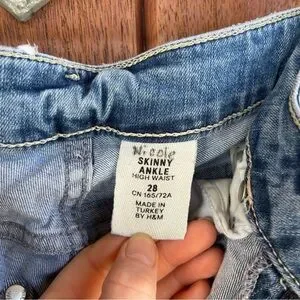 Nicole
SKINNY
ANKLE
HIGH WAIST
28
CN 165/72A
MADE IN
TURKEY
BY H&M